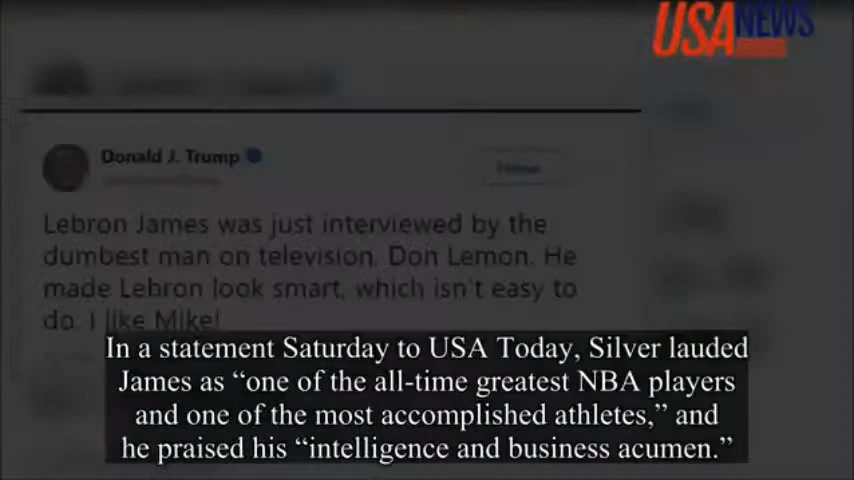 USA NEWS
Donald J. Trump
Follow
Lebron James was just interviewed by the
dumbest man on television, Don Lemon. He
made Lebron look smart, which isn't easy to
do. I like Mike!
In a statement Saturday to USA Today, Silver lauded
James as “one of the all-time greatest NBA players
and one of the most accomplished athletes,” and
he praised his “intelligence and business acumen.”